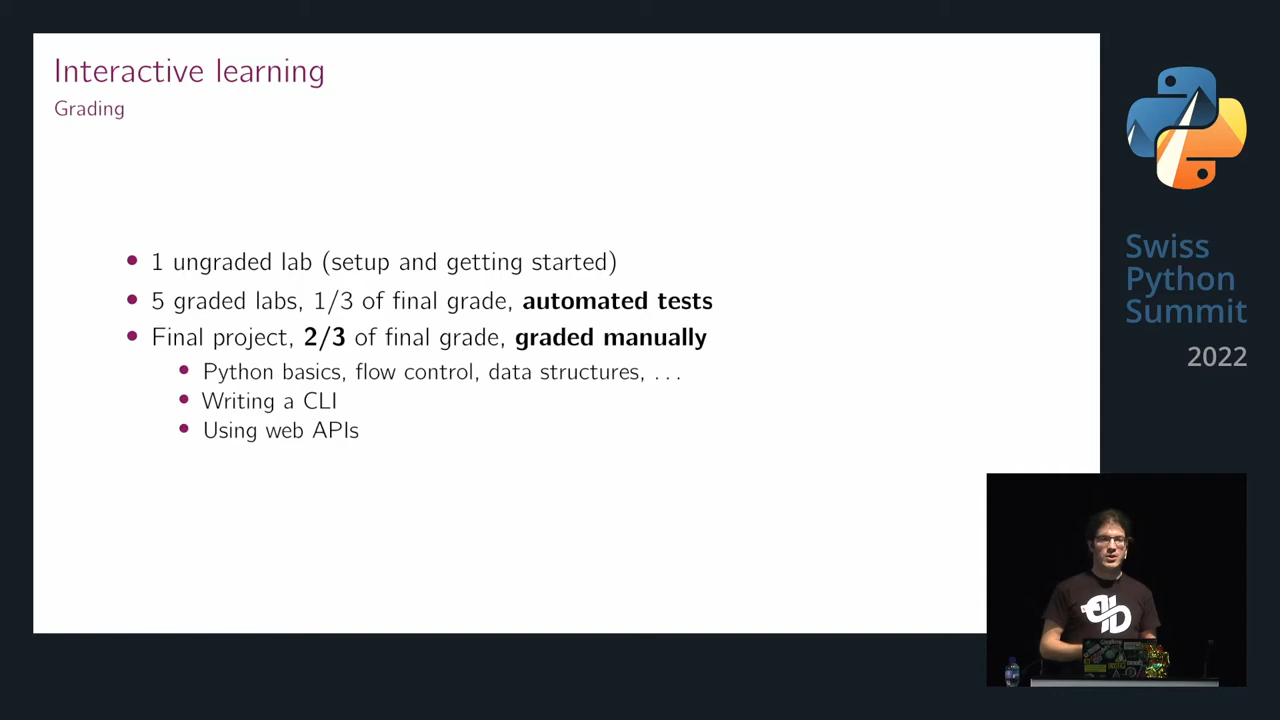 Interactive learning
Grading
• 1 ungraded lab (setup and getting started)
• 5 graded labs, 1/3 of final grade, automated tests
• Final project, 2/3 of final grade, graded manually
• Python basics, flow control, data structures, ...
• Writing a CLI
• Using web APIs
Swiss
Python
Summit
2022